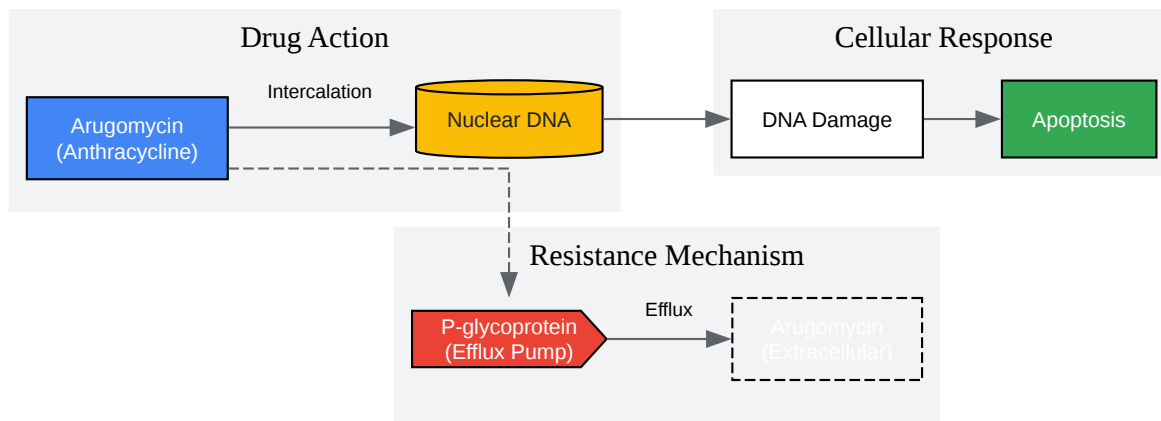 Drug Action
Cellular Response
Intercalation
Arugomycin
(Anthracycline)
Nuclear DNA
DNA Damage
Apoptosis
Resistance Mechanism
P-glycoprotein
(Efflux Pump)
Efflux
Arugomycin
(Extracellular)